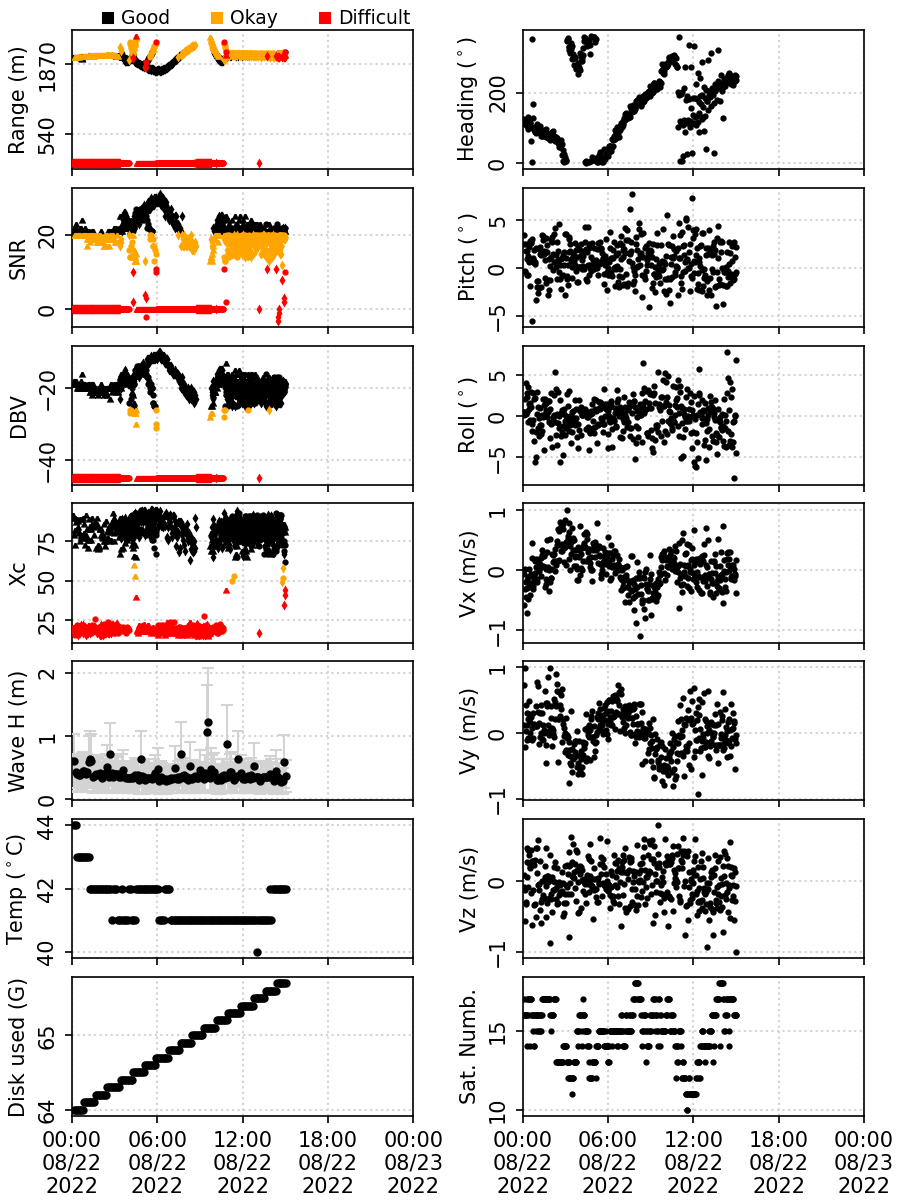 Good Okay Difficult
Range (m)
1870
540
Heading (°)
200
0
SNR
20
0
Pitch (°)
5
0
−5
DBV
−20
−40
Roll (°)
5
0
−5
Xc
75
50
25
Vx (m/s)
1
0
−1
Wave H (m)
2
1
0
Vy (m/s)
1
0
−1
Temp (°C)
44
42
40
Vz (m/s)
0
−1
Disk used (G)
65
64
Sat. Numb.
15
10
00:00 06:00 12:00 18:00 00:00
08/22 08/22 08/22 08/22 08/23
2022 2022 2022 2022 2022
00:00 06:00 12:00 18:00 00:00
08/22 08/22 08/22 08/22 08/23
2022 2022 2022 2022 2022